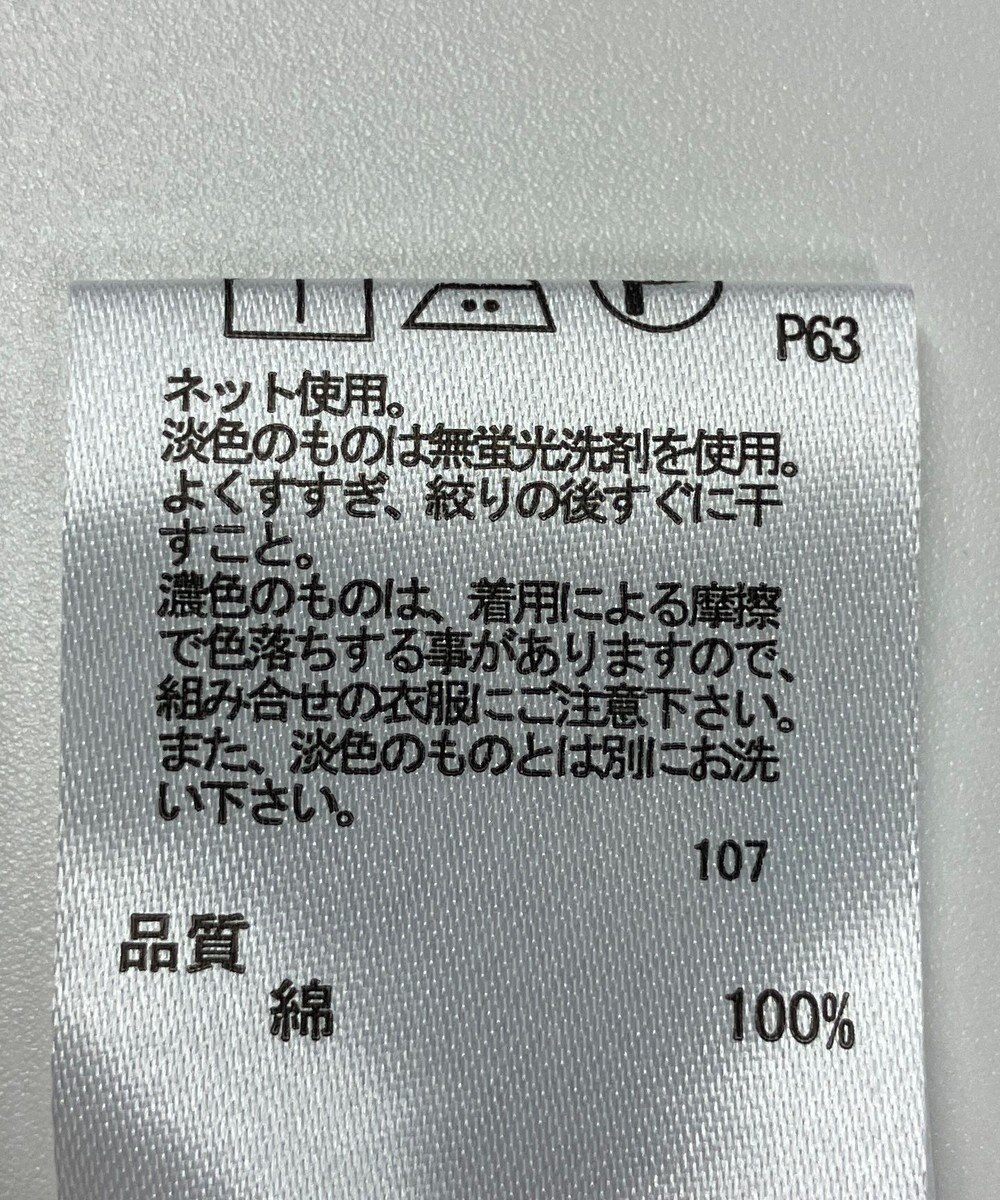 P63
ネット使用。
淡色のものは無蛍光洗剤を使用。
よくすすぎ、絞りの後すぐに干
すこと。
濃色のものは、着用による摩擦
で色落ちする事がありますので、
組み合せの衣服にご注意下さい。
また、淡色のものとは別にお洗
い下さい。
107
品質
綿 100%